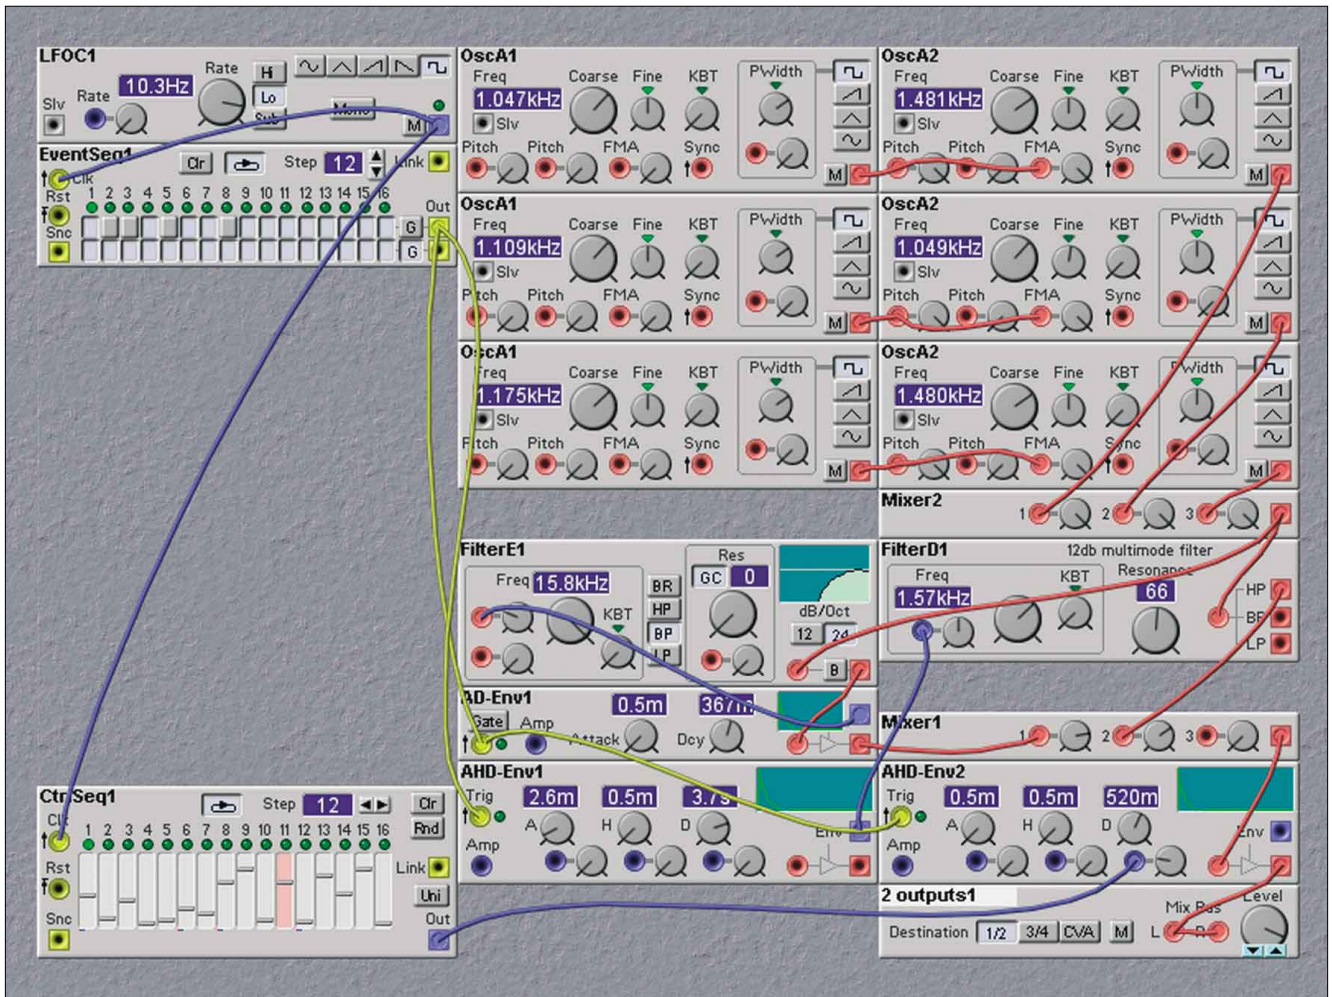 LFOC1
Rate 10.3Hz
Rate
Hi
Lo
Sub
Mono
Slv
M
EventSeq1
Clk
Clr
Step 12
Link
Rst
1 2 3 4 5 6 7 8 9 10 11 12 13 14 15 16
Out
Snc
G
G
OscA1
Freq Coarse Fine KBT PWidth
1.047kHz
Slv
Pitch Pitch FMA Sync
M
OscA2
Freq Coarse Fine KBT PWidth
1.481kHz
Slv
Pitch Pitch FMA Sync
M
OscA1
Freq Coarse Fine KBT PWidth
1.109kHz
Slv
Pitch Pitch FMA Sync
M
OscA2
Freq Coarse Fine KBT PWidth
1.049kHz
Slv
Pitch Pitch FMA Sync
M
OscA1
Freq Coarse Fine KBT PWidth
1.175kHz
Slv
Pitch Pitch FMA Sync
M
OscA2
Freq Coarse Fine KBT PWidth
1.480kHz
Slv
Pitch Pitch FMA Sync
M
Mixer2
1 2 3
FilterE1
Freq 15.8kHz
KBT
BR
HP
BP
LP
Res
GC 0
dB/Oct
12 24
B
FilterD1
12db multimode filter
Freq KBT Resonance
1.57kHz 66
HP
BP
LP
AD-Env1
Gate Amp
0.5m 367m
Attack Dcy
Mixer1
1 2 3
AHD-Env1
Trig 2.6m 0.5m 3.7s
A H D
Env
Amp
AHD-Env2
Trig 0.5m 0.5m 520m
A H D
Env
Amp
CtrlSeq1
Step 12
Clr
Clk
Rnd
1 2 3 4 5 6 7 8 9 10 11 12 13 14 15 16
Rst
Link
Uni
Snc
Out
2 outputs1
Mix Bus Level
Destination 1/2 3/4 CVA M L R